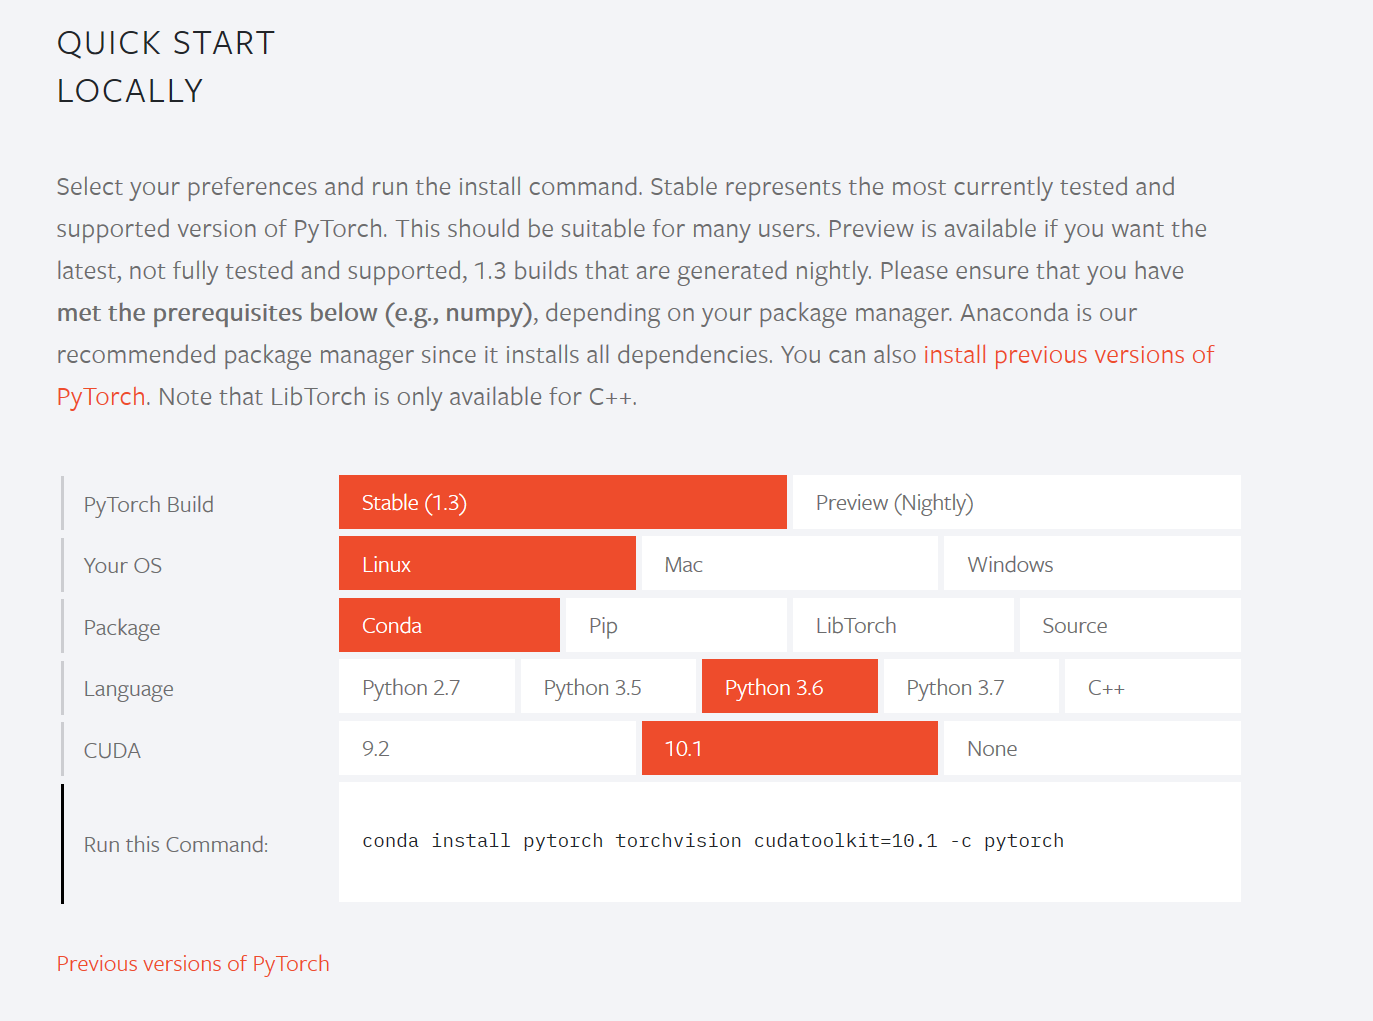 QUICK START
LOCALLY
Select your preferences and run the install command. Stable represents the most currently tested and
supported version of PyTorch. This should be suitable for many users. Preview is available if you want the
latest, not fully tested and supported, 1.3 builds that are generated nightly. Please ensure that you have
met the prerequisites below (e.g., numpy), depending on your package manager. Anaconda is our
recommended package manager since it installs all dependencies. You can also install previous versions of
PyTorch. Note that LibTorch is only available for C++.
PyTorch Build Stable (1.3) Preview (Nightly)
Your OS Linux Mac Windows
Package Conda Pip LibTorch Source
Language Python 2.7 Python 3.5 Python 3.6 Python 3.7 C++
CUDA 9.2 10.1 None
Run this Command: conda install pytorch torchvision cudatoolkit=10.1 -c pytorch
Previous versions of PyTorch